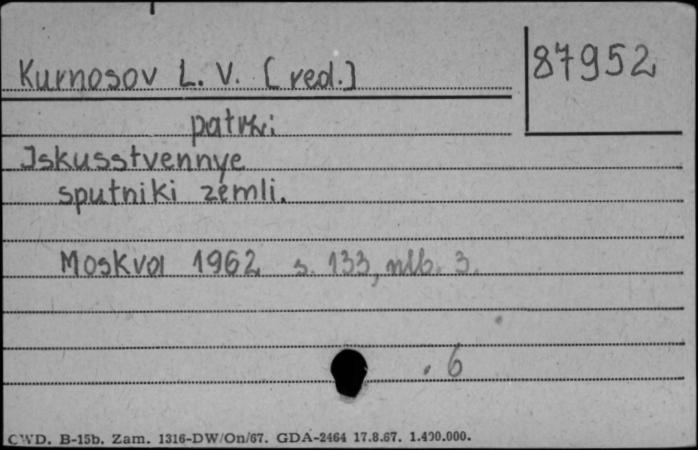 Kurnosov L. V. [red.]
87952
patrz:
Iskusstvennye
sputniki zemli.
Moskva 1962 s. 133, nlb. 3.
6
CWD. B-15b. Zam. 1316-DW/On/67. GDA-2464 17.8.67. 1.400.000.